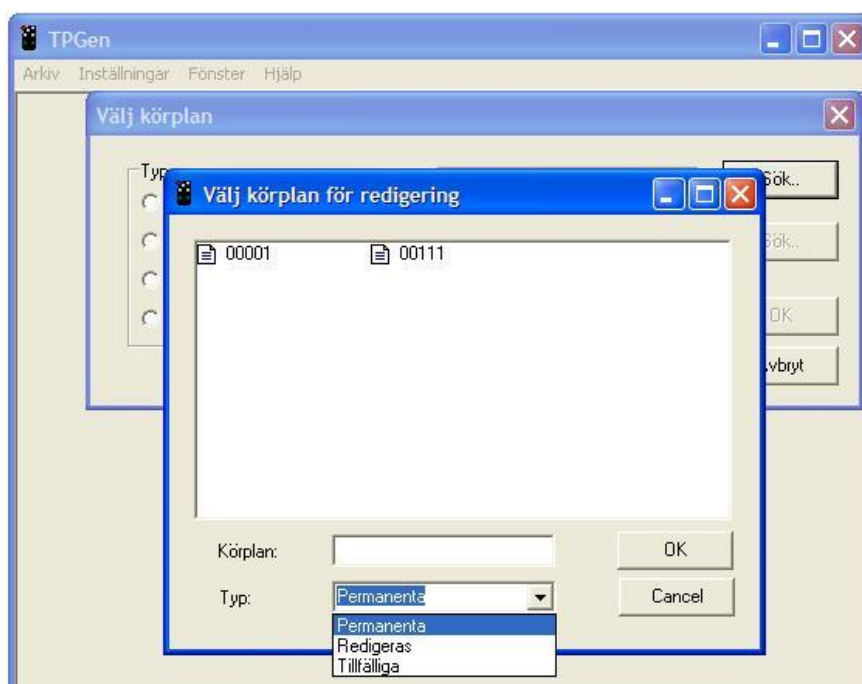 TPGen
Arkiv Inställningar Fönster Hjälp
Välj körplan
Sök..
Välj körplan för redigering
00001 00111
Sök..
OK
Körplan:
OK
Typ:
Permanenta
Cancel
Permanenta
Redigeras
Tillfälliga